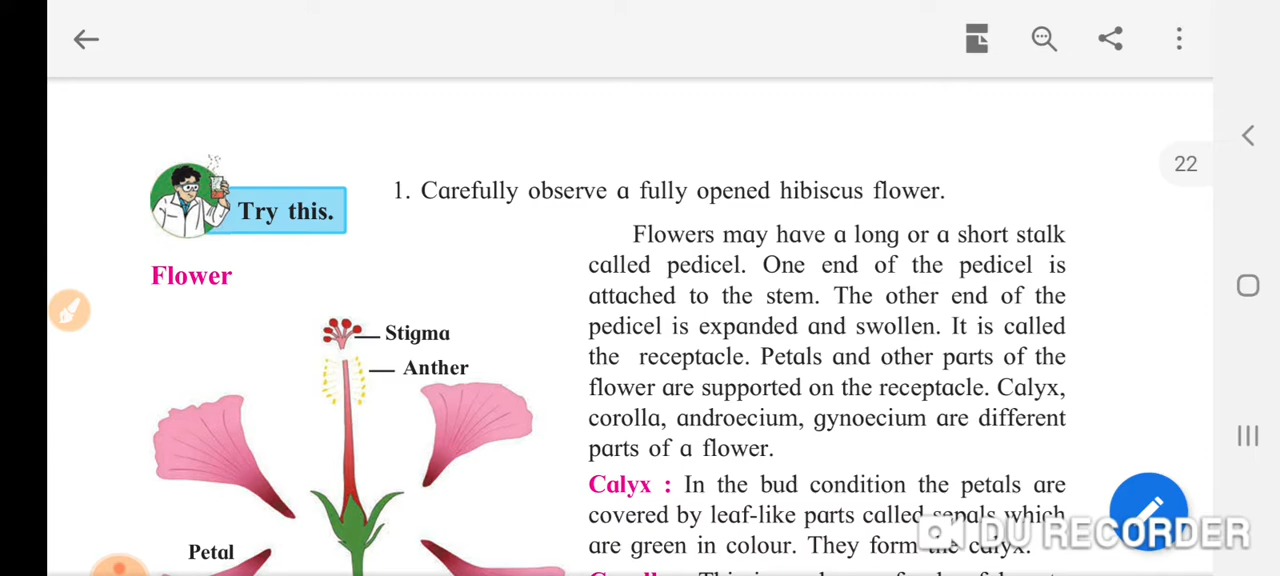 22
Try this.
1. Carefully observe a fully opened hibiscus flower.
Flower
Stigma
Anther
Petal
Flowers may have a long or a short stalk
called pedicel. One end of the pedicel is
attached to the stem. The other end of the
pedicel is expanded and swollen. It is called
the receptacle. Petals and other parts of the
flower are supported on the receptacle. Calyx,
corolla, androecium, gynoecium are different
parts of a flower.
Calyx : In the bud condition the petals are
covered by leaf-like parts called sepals which
are green in colour. They form the calyx.
DU RECORDER